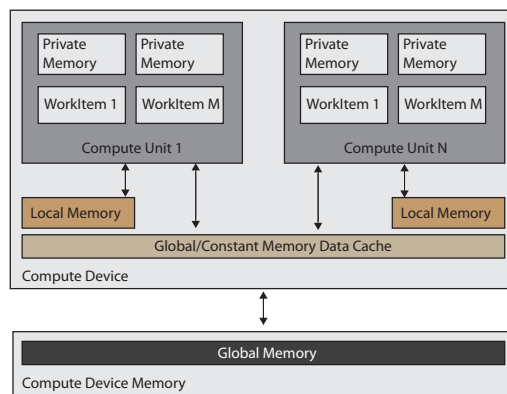 Private
Memory
Private
Memory
WorkItem 1
WorkItem M
Compute Unit 1
Private
Memory
Private
Memory
WorkItem 1
WorkItem M
Compute Unit N
Local Memory
Local Memory
Global/Constant Memory Data Cache
Compute Device
Global Memory
Compute Device Memory